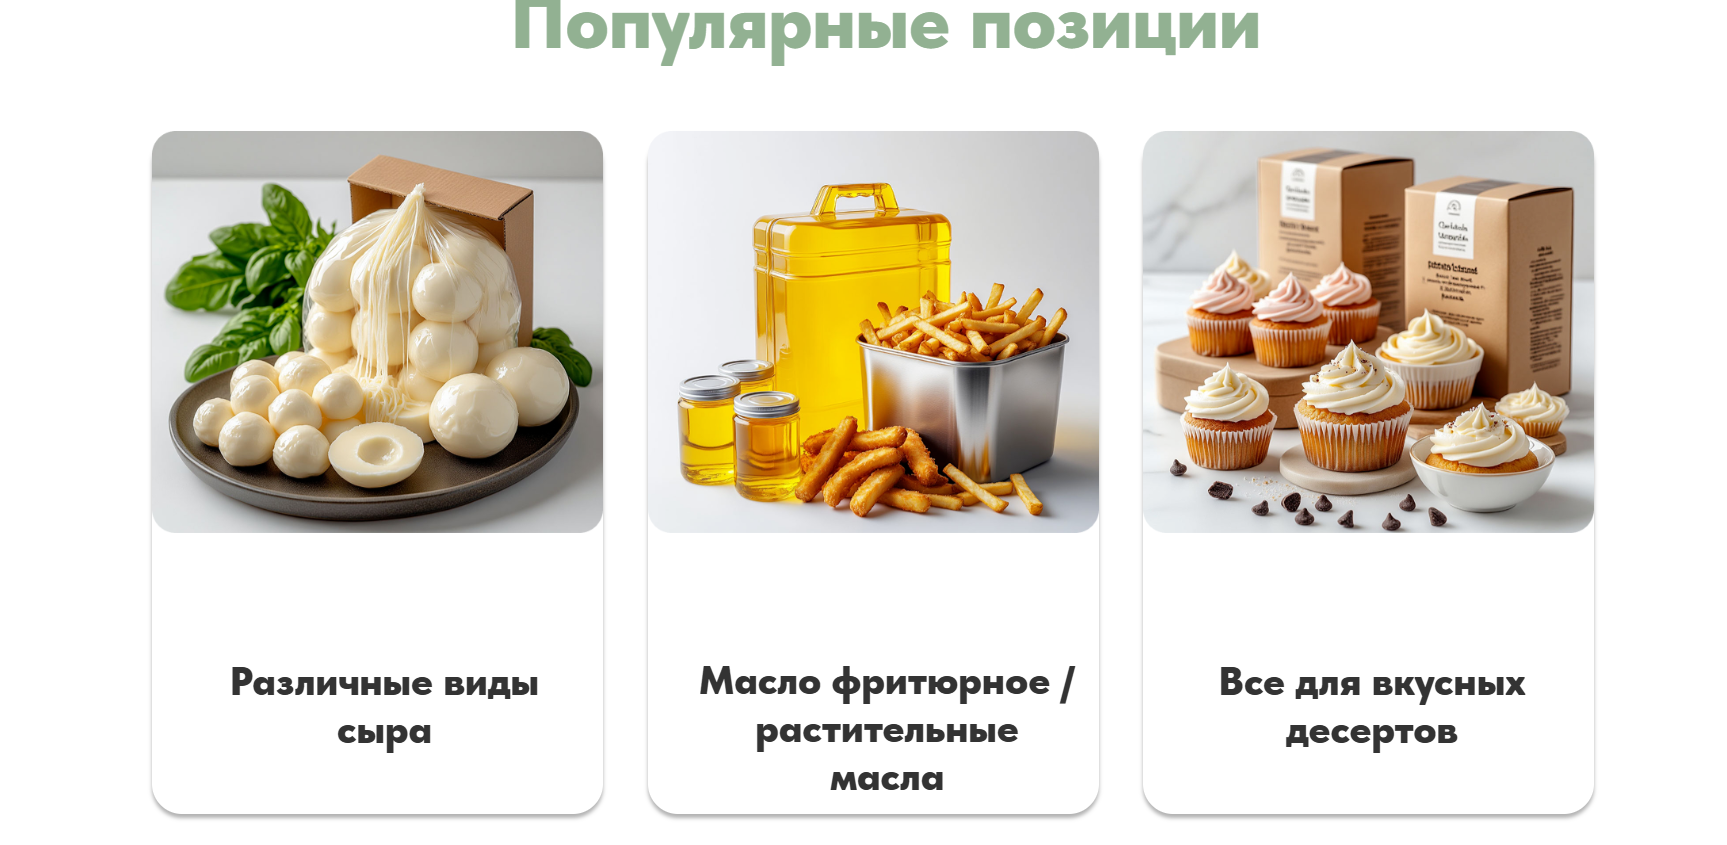 Популярные позиции
Различные виды
сыра
Масло фритюрное /
растительные
масла
Все для вкусных
десертов